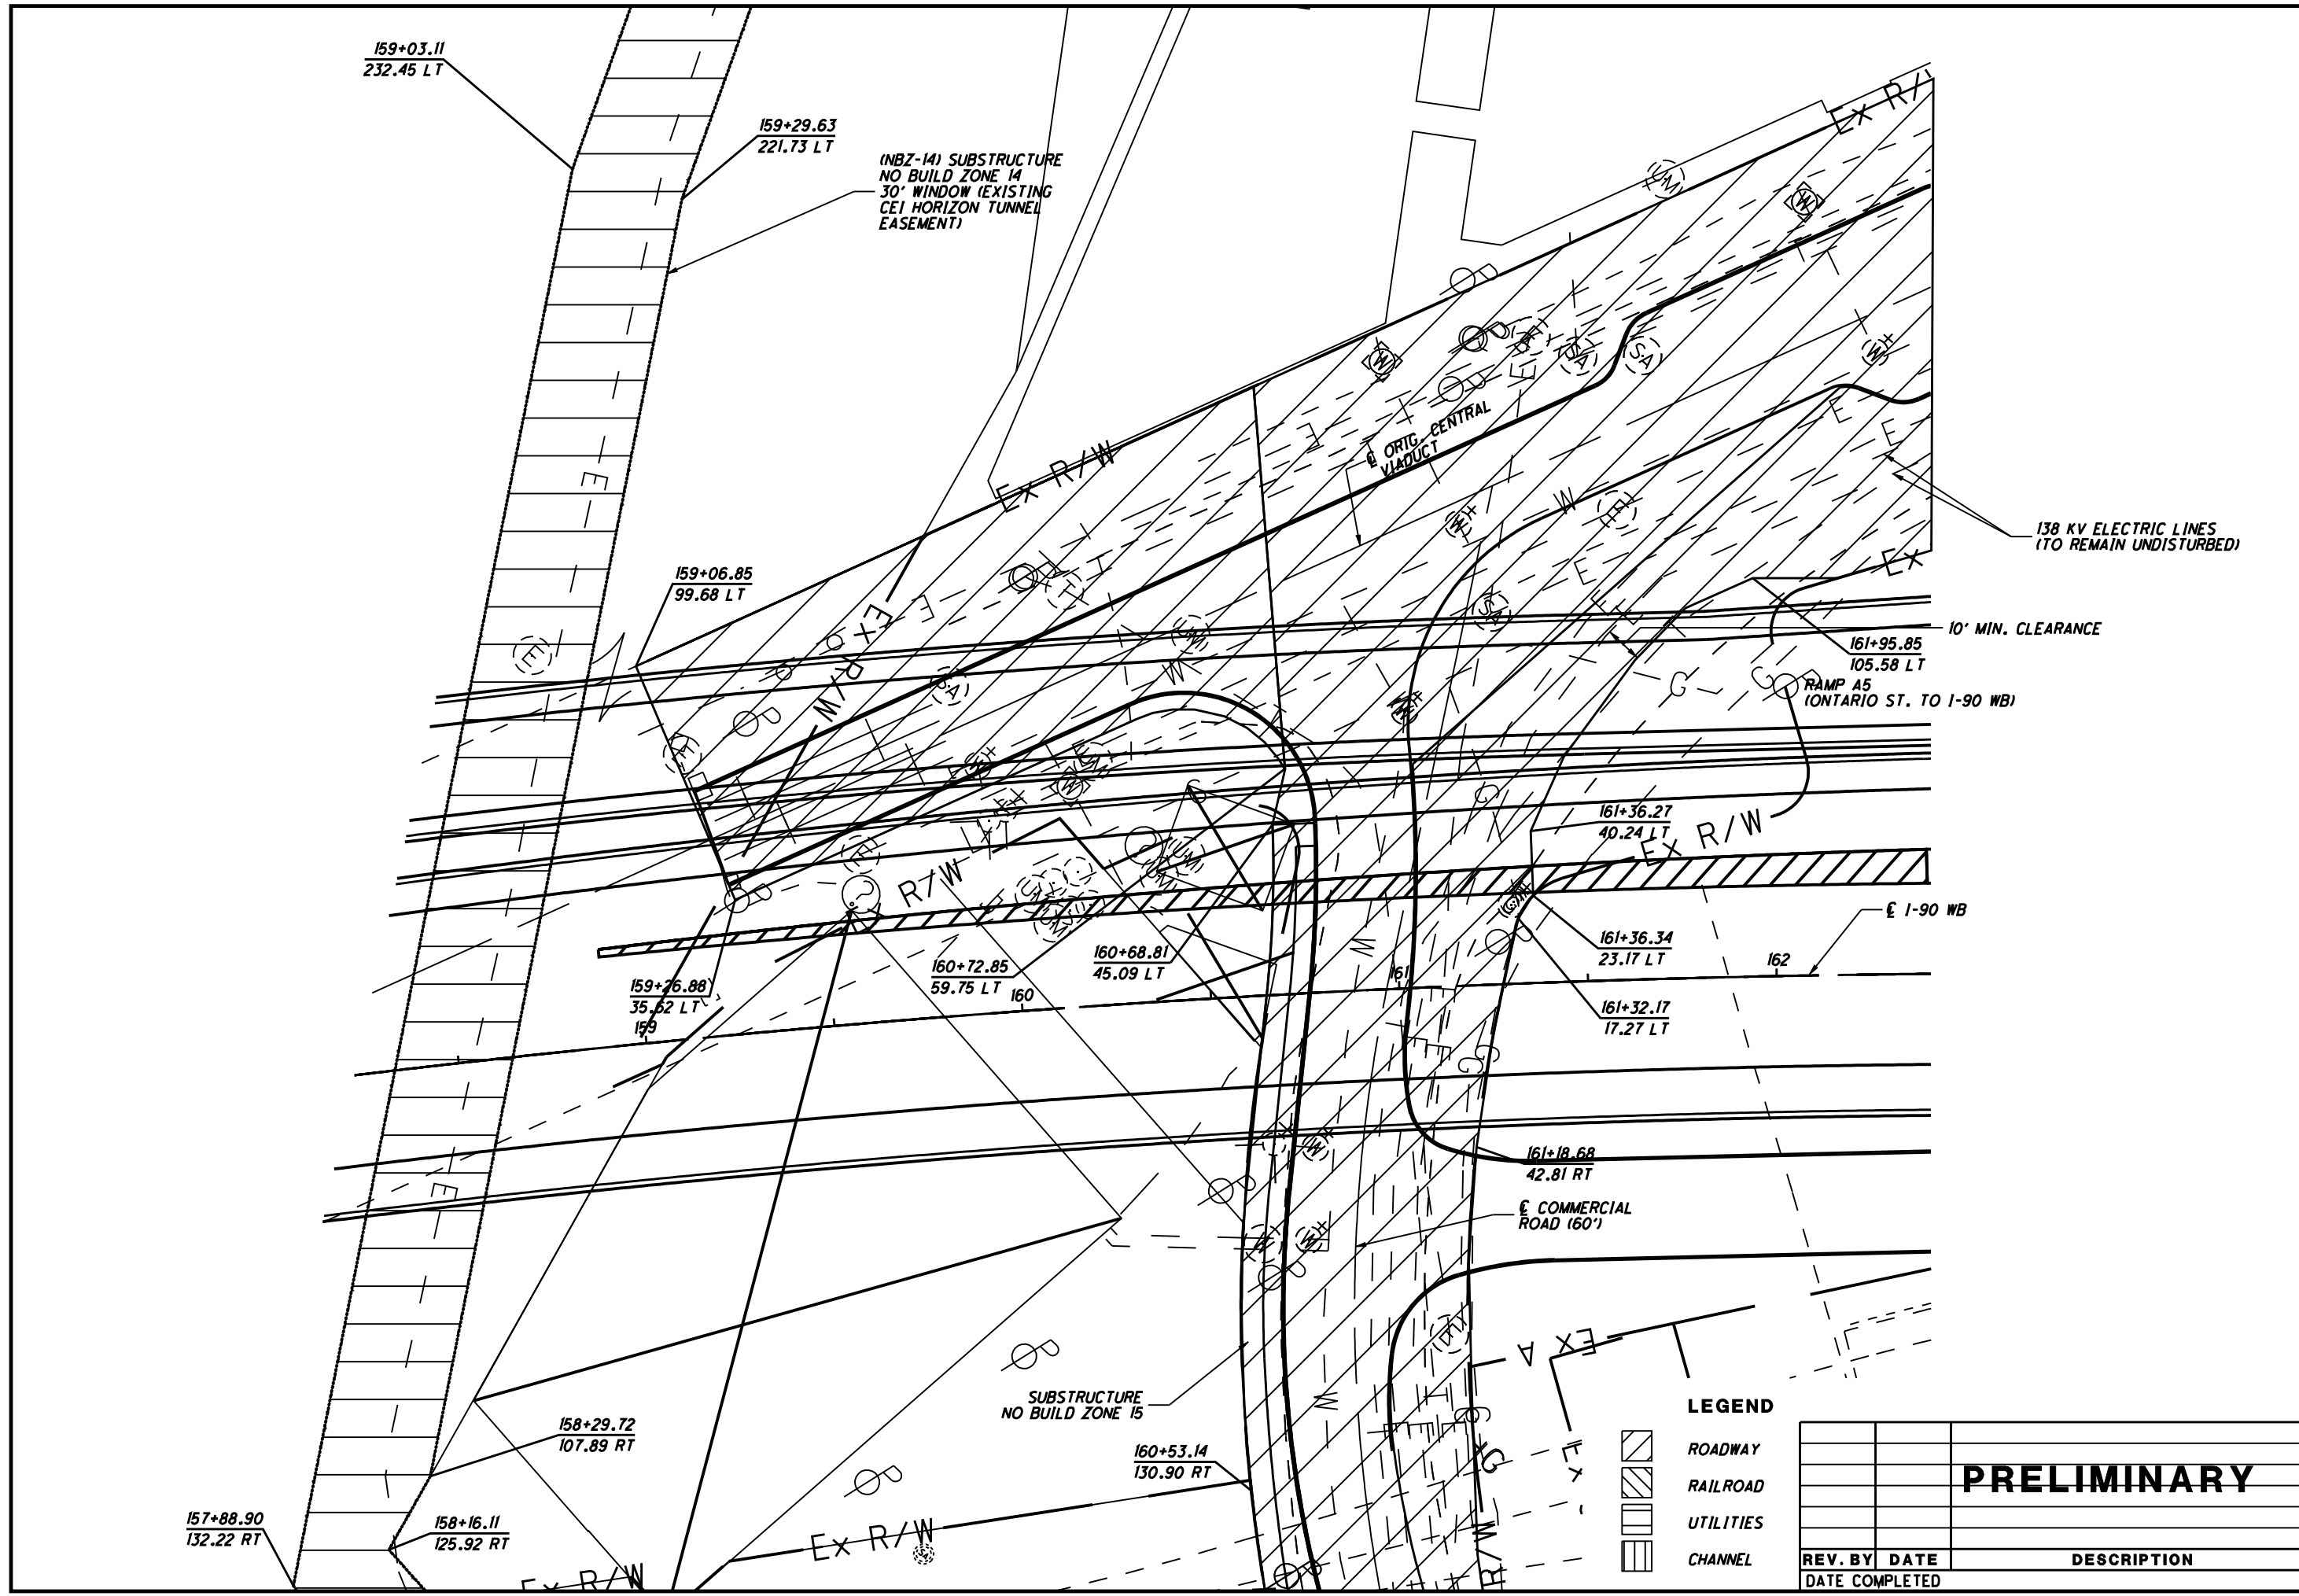 159+03.11
232.45 LT
159+29.63
221.73 LT
(NBZ-14) SUBSTRUCTURE
NO BUILD ZONE 14
30' WINDOW (EXISTING
CEI HORIZON TUNNEL
EASEMENT)
Ex R/
Ex R/W
℄ ORIG. CENTRAL
VIADUCT
138 KV ELECTRIC LINES
(TO REMAIN UNDISTURBED)
Ex
159+06.85
99.68 LT
Ex R/W
10' MIN. CLEARANCE
161+95.85
105.58 LT
RAMP A5
(ONTARIO ST. TO I-90 WB)
161+36.27
40.24 LT
Ex R/W
R/W
℄ I-90 WB
161+36.34
23.17 LT
160+68.81
45.09 LT
160+72.85
59.75 LT
159+26.88
35.62 LT
159
160
161
162
161+32.17
17.27 LT
161+18.68
42.81 RT
℄ COMMERCIAL
ROAD (60')
Ex A
SUBSTRUCTURE
NO BUILD ZONE 15
158+29.72
107.89 RT
160+53.14
130.90 RT
157+88.90
132.22 RT
158+16.11
125.92 RT
Ex R/W
Ex R/W
R/W
LEGEND
ROADWAY
RAILROAD
UTILITIES
CHANNEL
PRELIMINARY
REV. BY DATE DESCRIPTION
DATE COMPLETED